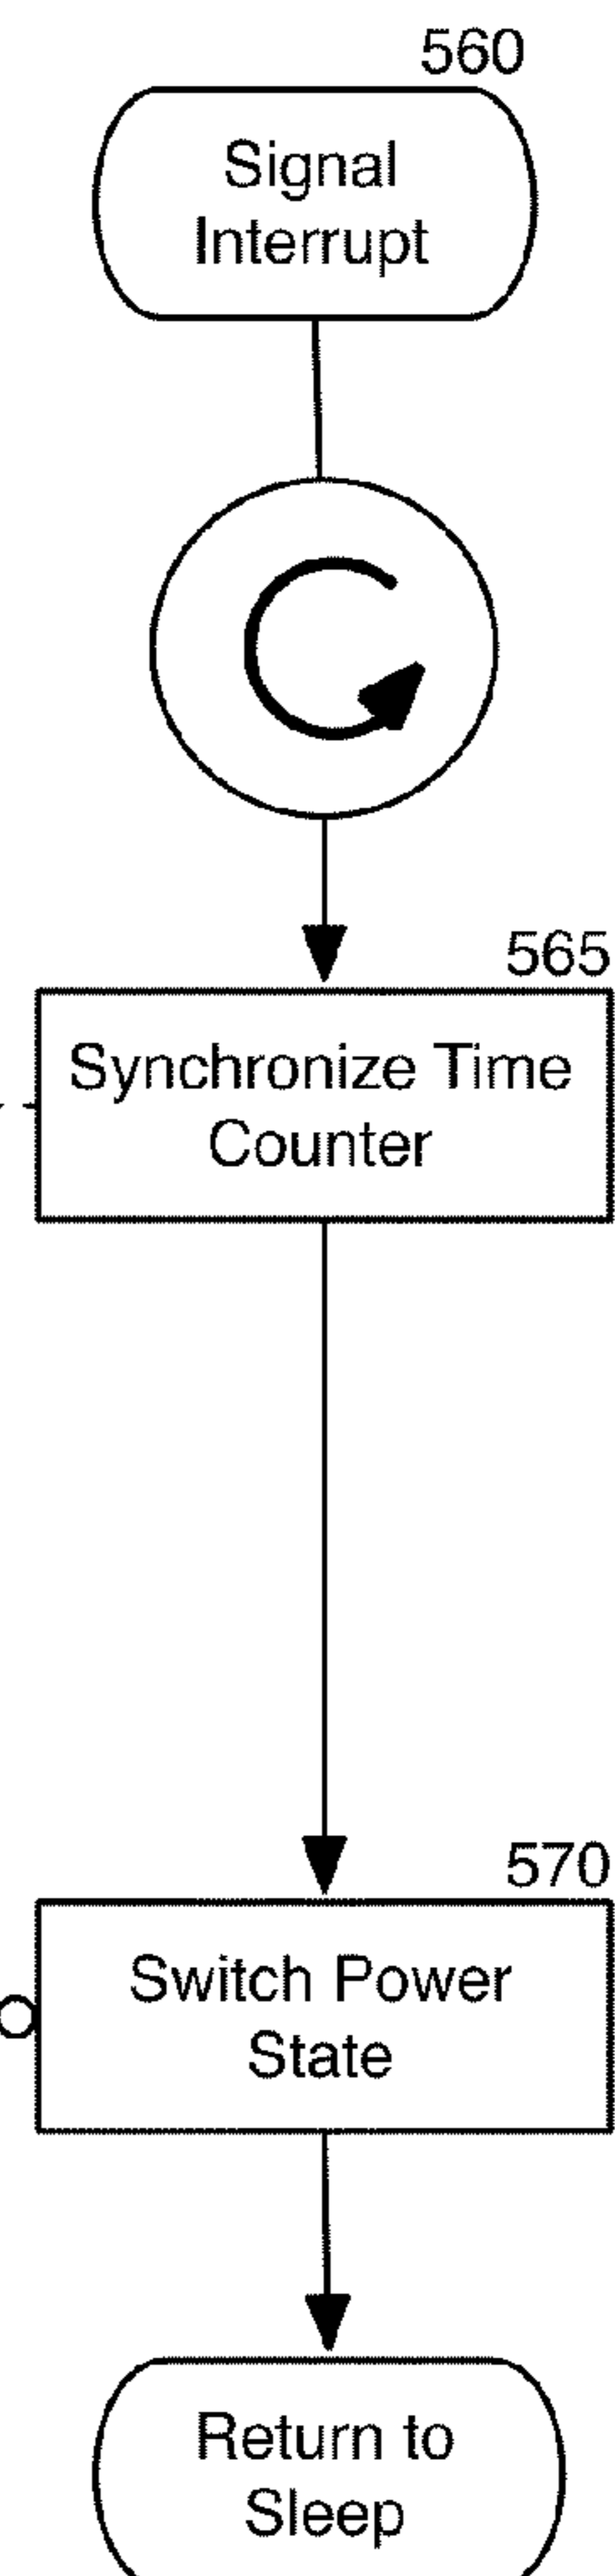 560
Signal
Interrupt
565
Synchronize Time
Counter
570
Switch Power
State
Return to
Sleep